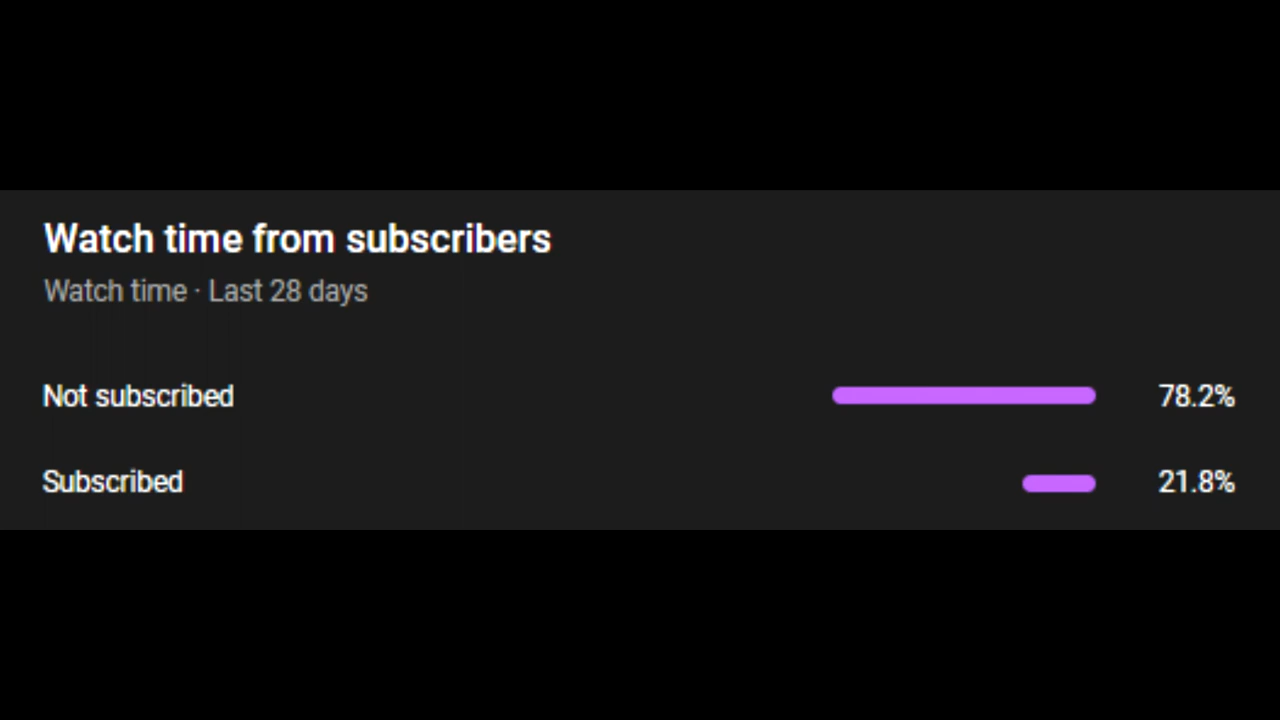 Watch time from subscribers
Watch time · Last 28 days
Not subscribed 78.2%
Subscribed 21.8%